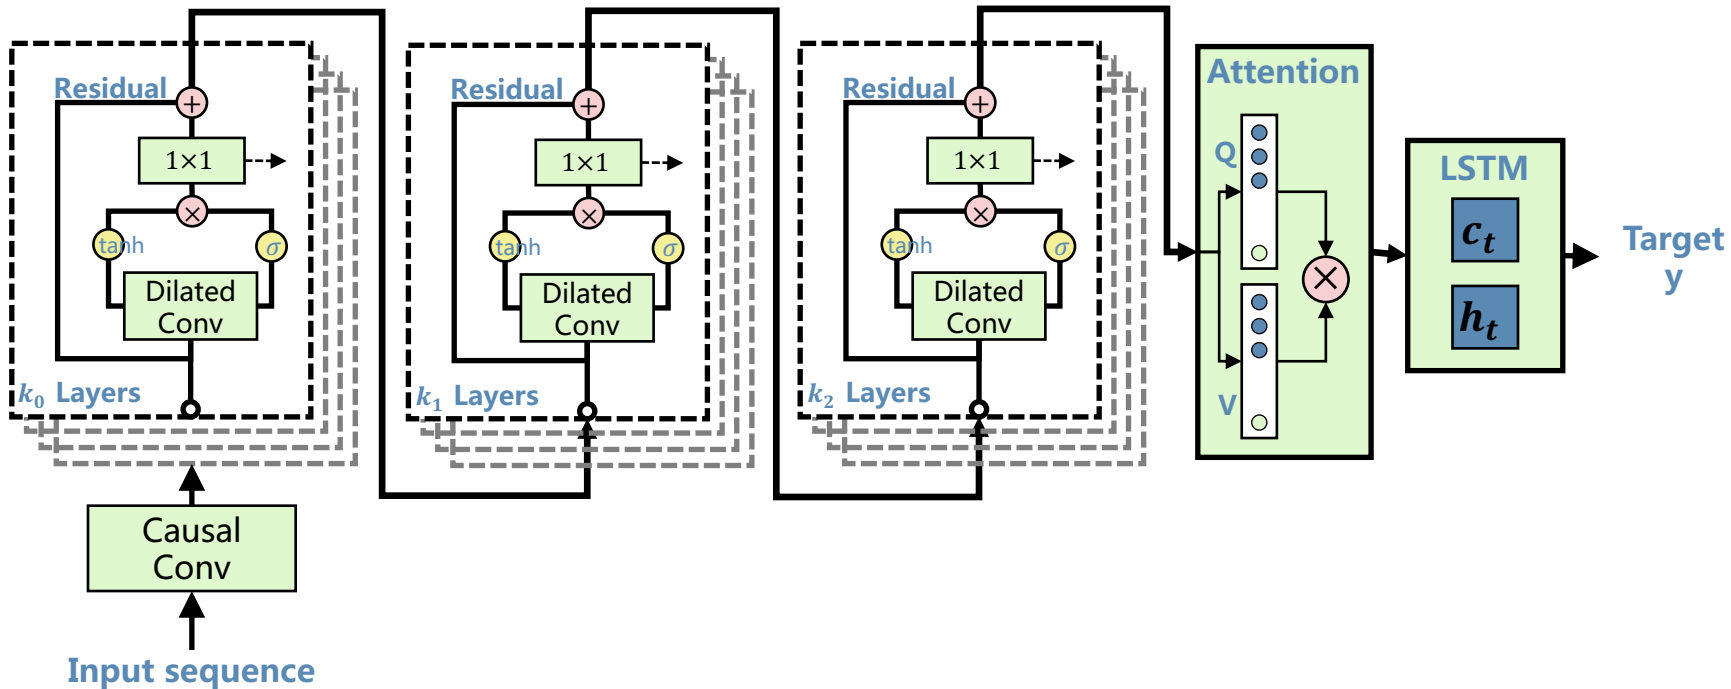 Residual
+
1×1
×
tanh
σ
Dilated
Conv
k₀ Layers
Causal
Conv
Input sequence
Residual
+
1×1
×
tanh
σ
Dilated
Conv
k₁ Layers
Residual
+
1×1
×
tanh
σ
Dilated
Conv
k₂ Layers
Attention
Q
×
V
LSTM
cₜ
hₜ
Target
y